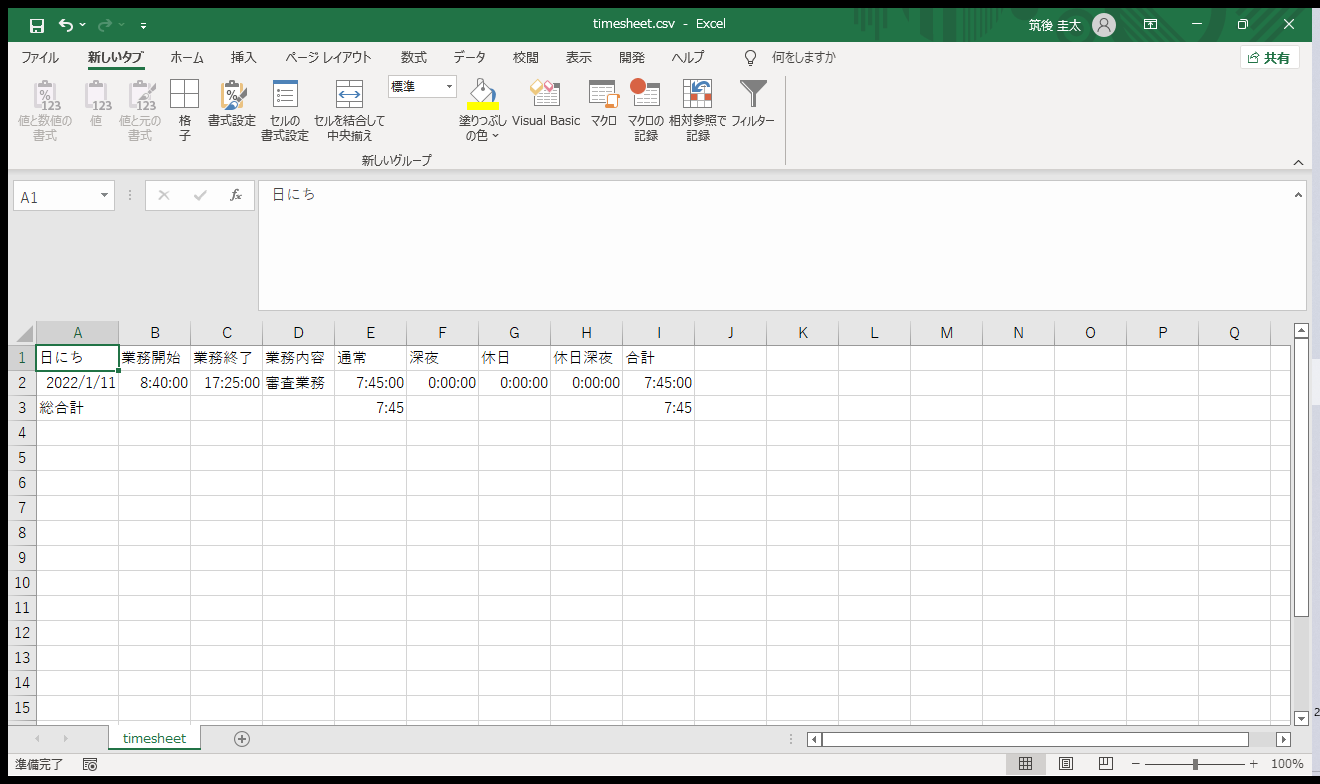 timesheet.csv - Excel
筑後 圭太
ファイル 新しいタブ ホーム 挿入 ページ レイアウト 数式 データ 校閲 表示 開発 ヘルプ 何をしますか 共有
値と数値の書式
値
値と元の書式
格子
書式設定
セルの書式設定
セルを結合して中央揃え
標準
塗りつぶしの色
Visual Basic
マクロ
マクロの記録
相対参照で記録
フィルター
新しいグループ
A1 fx 日にち
A B C D E F G H I J K L M N O P Q
1 日にち 業務開始 業務終了 業務内容 通常 深夜 休日 休日深夜 合計
2 2022/1/11 8:40:00 17:25:00 審査業務 7:45:00 0:00:00 0:00:00 0:00:00 7:45:00
3 総合計 7:45 7:45
4
5
6
7
8
9
10
11
12
13
14
15
timesheet
準備完了 100%